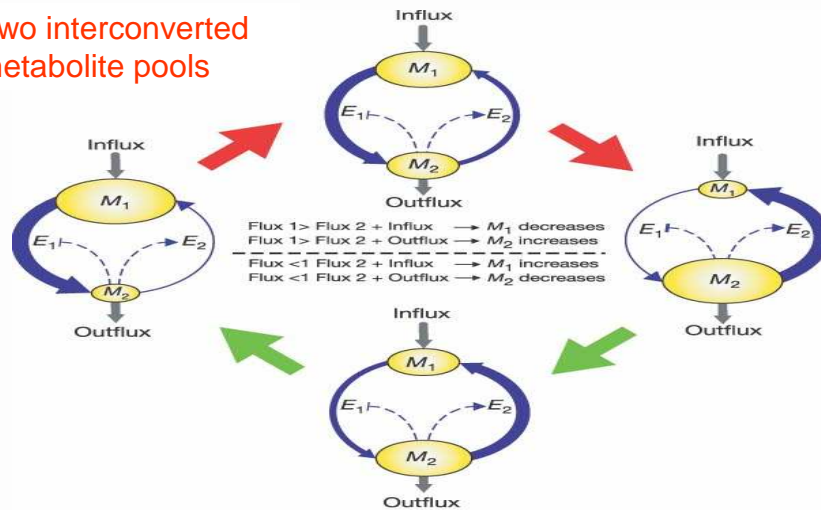 wo interconverted
etabolite pools
Influx
M1
E1
E2
M2
Outflux
Influx
M1
E1
E2
M2
Outflux
Influx
M1
E1
E2
M2
Outflux
Flux 1> Flux 2 + Influx → M1 decreases
Flux 1> Flux 2 + Outflux → M2 increases
Flux <1 Flux 2 + Influx → M1 increases
Flux <1 Flux 2 + Outflux → M2 decreases
Influx
M1
E1
E2
M2
Outflux